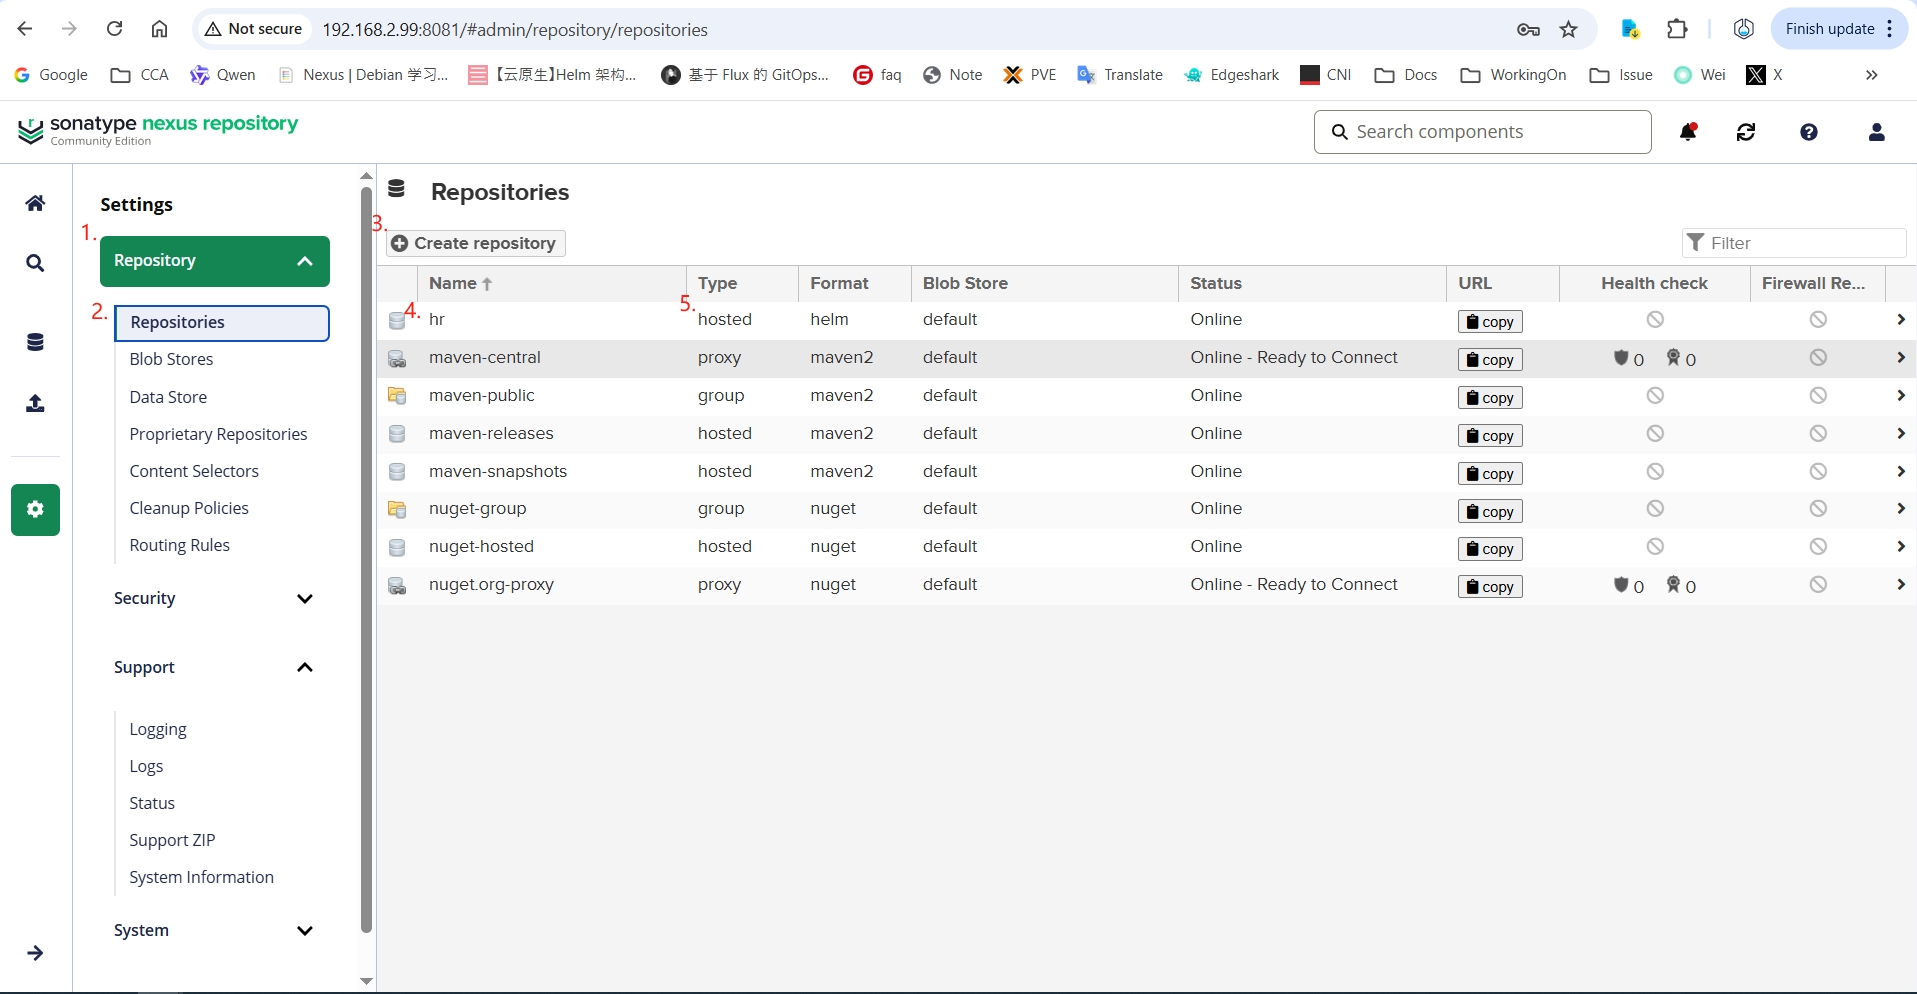 Not secure 192.168.2.99:8081/#admin/repository/repositories Finish update
Google CCA Qwen Nexus | Debian 学习... 【云原生】Helm 架构... 基于 Flux 的 GitOps... faq Note PVE Translate Edgeshark CNI Docs WorkingOn Issue Wei X »
sonatype nexus repository
Community Edition
Search components
Settings
1.
Repository
2.
Repositories
Blob Stores
Data Store
Proprietary Repositories
Content Selectors
Cleanup Policies
Routing Rules
Security
Support
Logging
Logs
Status
Support ZIP
System Information
System
Repositories
3.
Create repository
Filter
Name Type Format Blob Store Status URL Health check Firewall Re...
4. 5.
hr hosted helm default Online copy
maven-central proxy maven2 default Online - Ready to Connect copy 0 0
maven-public group maven2 default Online copy
maven-releases hosted maven2 default Online copy
maven-snapshots hosted maven2 default Online copy
nuget-group group nuget default Online copy
nuget-hosted hosted nuget default Online copy
nuget.org-proxy proxy nuget default Online - Ready to Connect copy 0 0